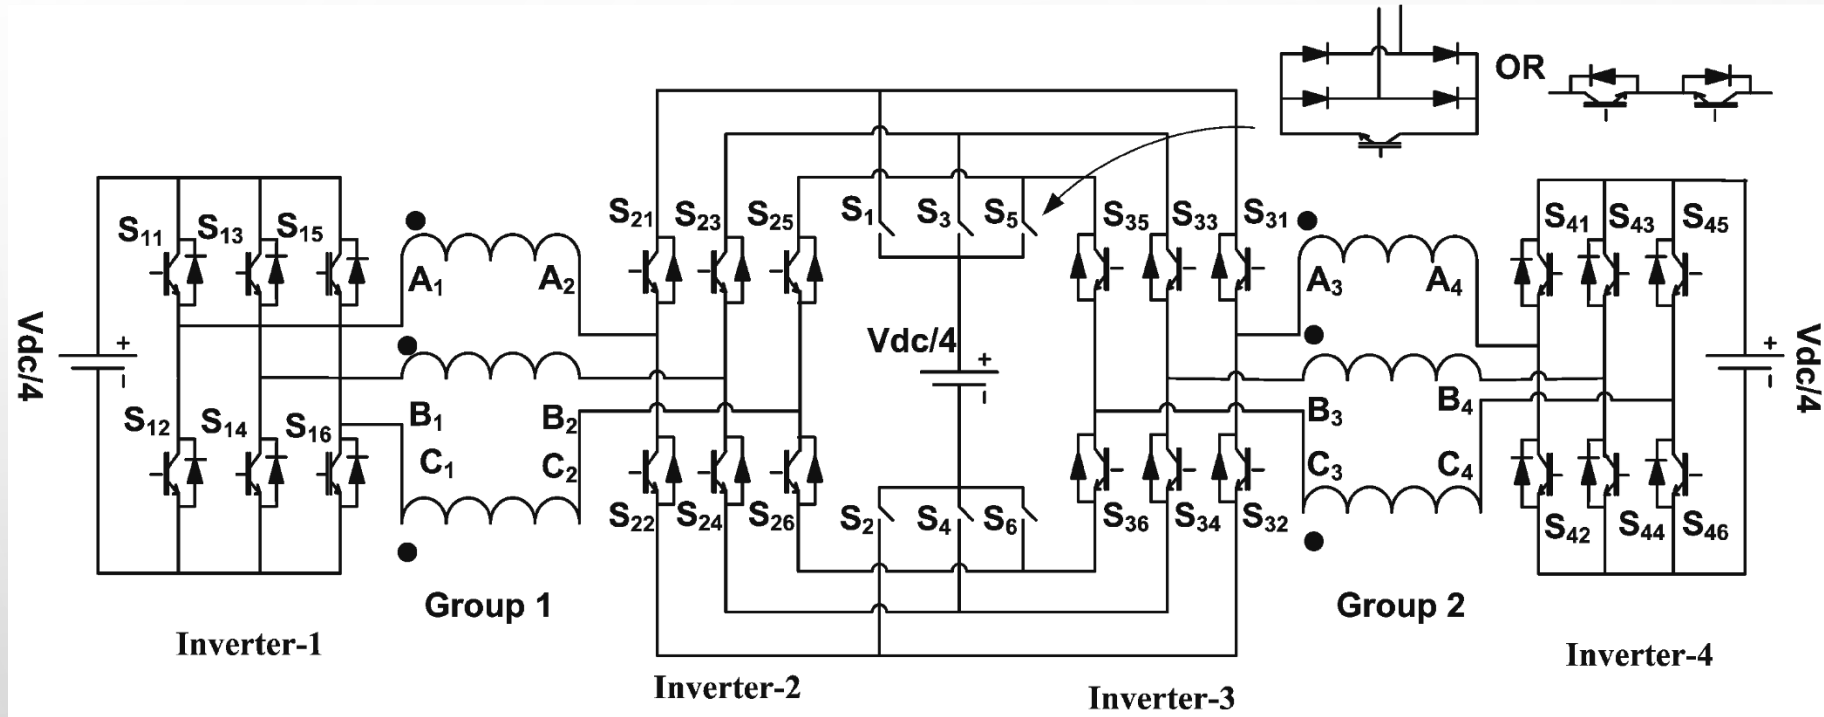 OR
S21 S23 S25 S1 S3 S5 S35 S33 S31
S11 S13 S15 S41 S43 S45
A1 A2 A3 A4
Vdc/4
+
−
Vdc/4
+
−
Vdc/4
+
−
S12 S14 S16
B1 B2 B3 B4
C1 C2 C3 C4
S22 S24 S26 S2 S4 S6 S36 S34 S32
S42 S44 S46
Group 1 Group 2
Inverter-1 Inverter-4
Inverter-2 Inverter-3